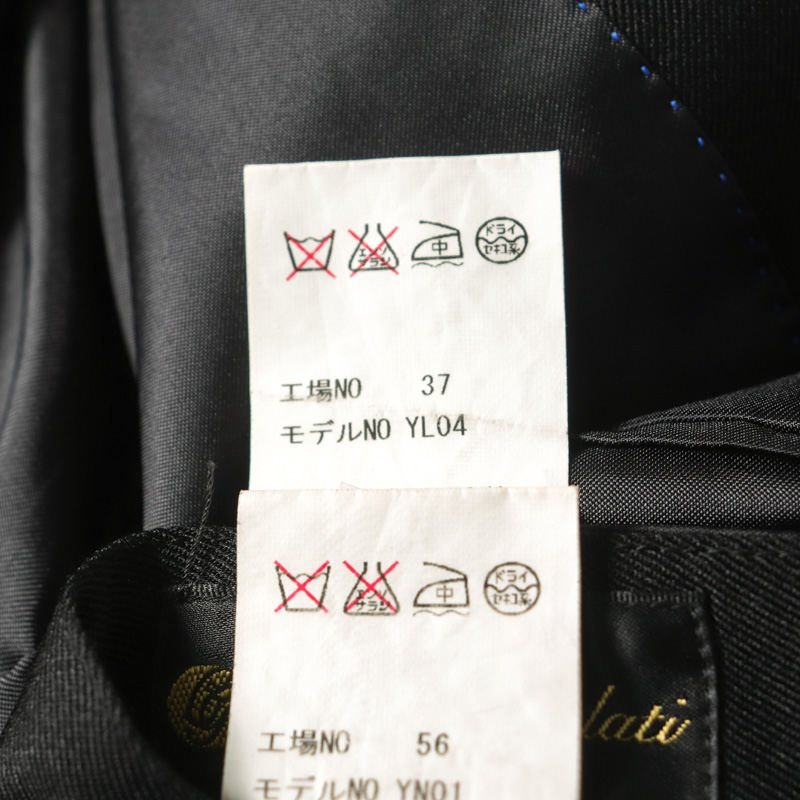 エンソ
サラシ
中
ドライ
セキユ系
工場NO 37
モデルNO YL04
エンソ
サラシ
中
ドライ
セキユ系
lati
工場NO 56
モデルNO YN01